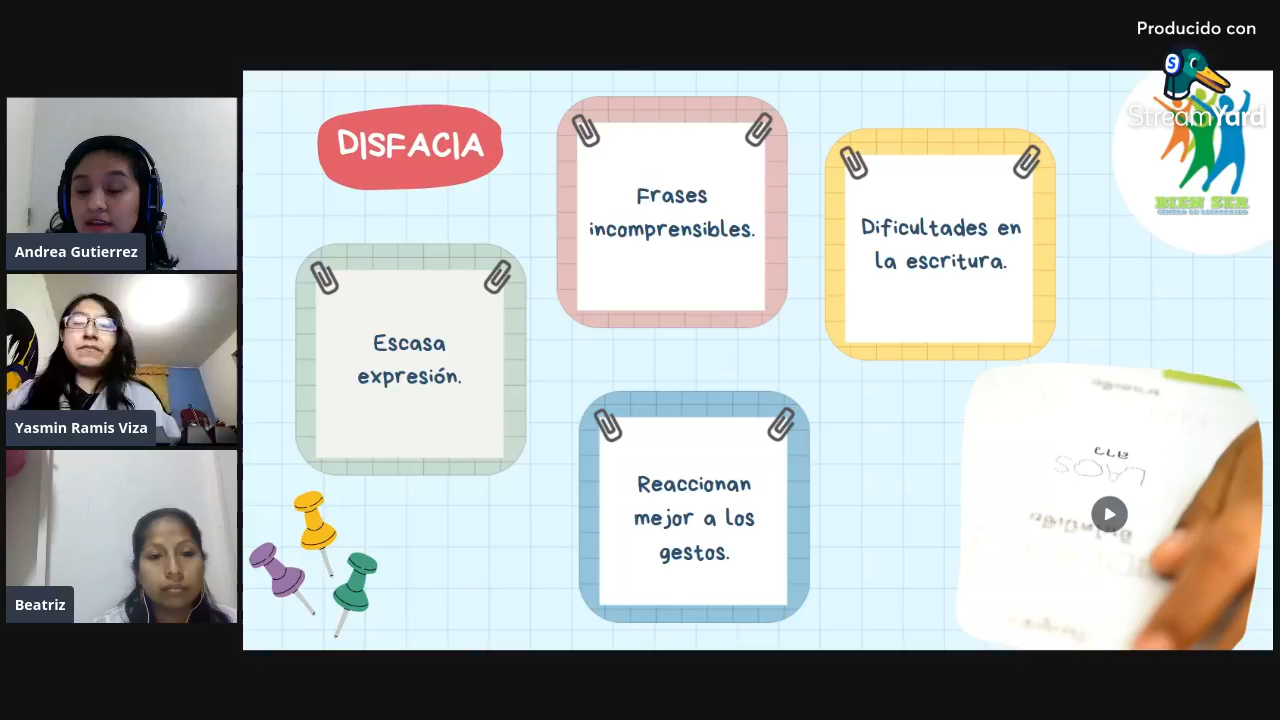 Producido con
StreamYard
BIEN SER
DISFACIA
Frases
incomprensibles.
Dificultades en
la escritura.
Escasa
expresión.
Reaccionan
mejor a los
gestos.
Andrea Gutierrez
Yasmin Ramis Viza
Beatriz
LAOS